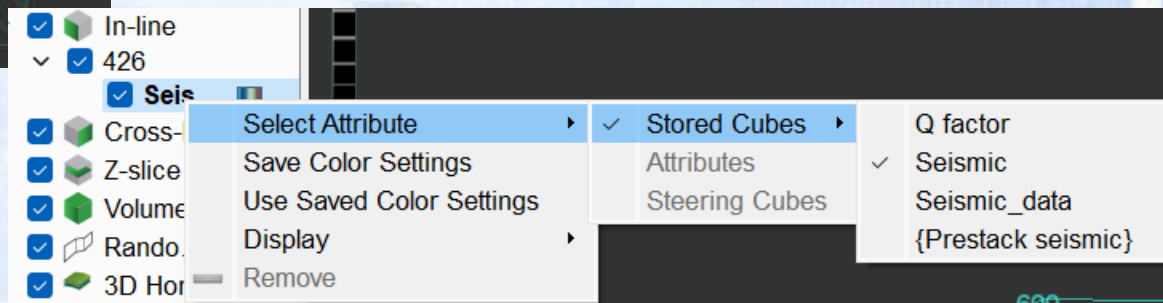 In-line
426
Seis
Cross-
Z-slice
Volume
Rando.
3D Hor
Select Attribute
Save Color Settings
Use Saved Color Settings
Display
Remove
Stored Cubes
Attributes
Steering Cubes
Q factor
Seismic
Seismic_data
{Prestack seismic}
600